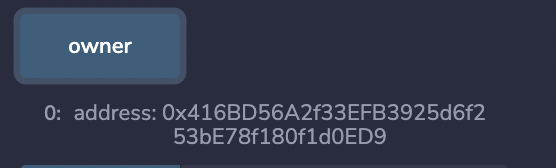 owner
0: address: 0x416BD56A2f33EFB3925d6f2
53bE78f180f1d0ED9